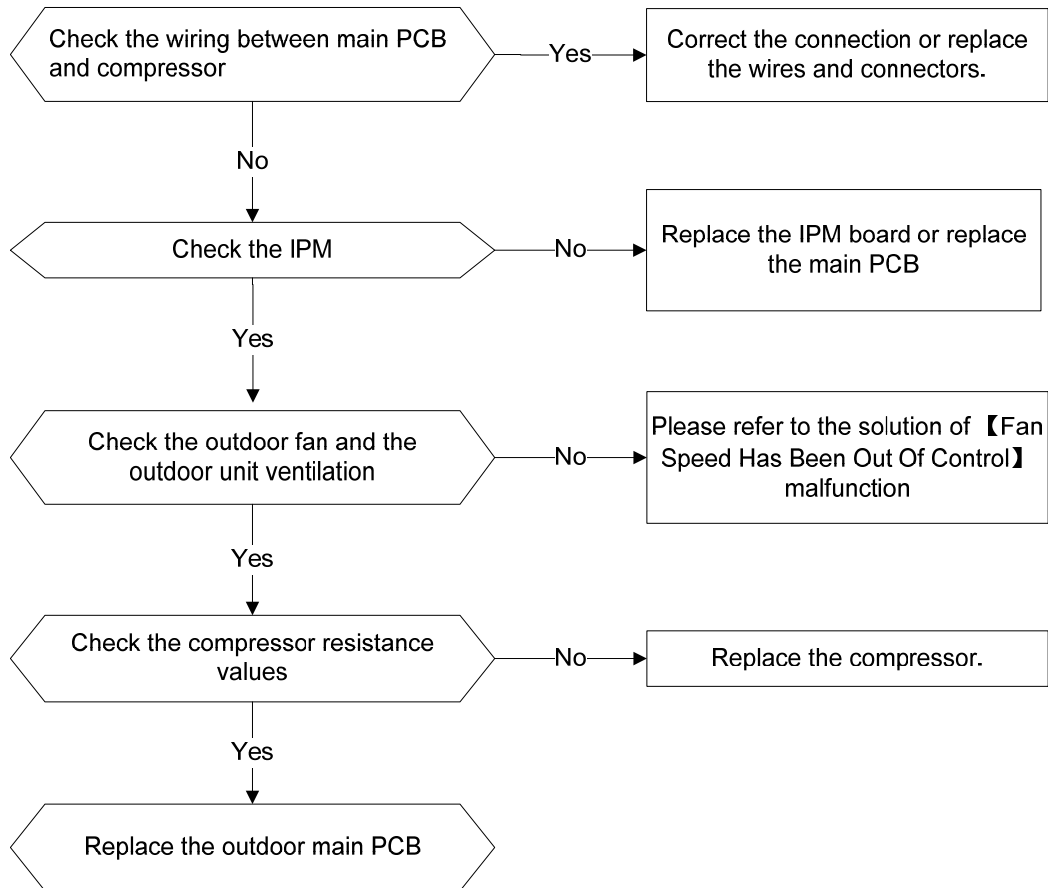 Check the wiring between main PCB
and compressor
Yes
Correct the connection or replace
the wires and connectors.
No
Check the IPM
No
Replace the IPM board or replace
the main PCB
Yes
Check the outdoor fan and the
outdoor unit ventilation
No
Please refer to the solution of 【Fan
Speed Has Been Out Of Control】
malfunction
Yes
Check the compressor resistance
values
No
Replace the compressor.
Yes
Replace the outdoor main PCB